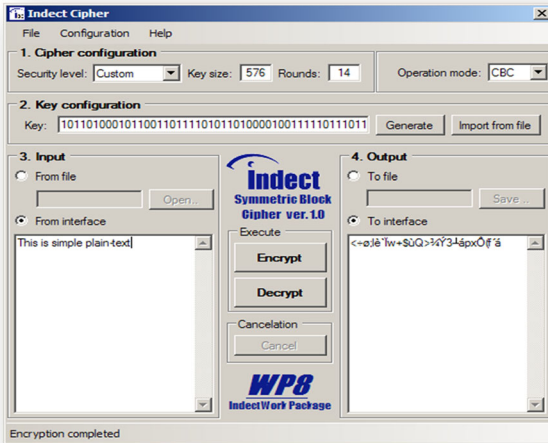 Indect Cipher
File Configuration Help
1. Cipher configuration
Security level: Custom Key size: 576 Rounds: 14 Operation mode: CBC
2. Key configuration
Key: Generate Import from file
3. Input
From file
Open..
From interface
This is simple plain-text
Indect
Symmetric Block
Cipher ver. 1.0
Execute
Encrypt
Decrypt
Cancelation
Cancel
WP8
Indect Work Package
4. Output
To file
Save ..
To interface
Encryption completed